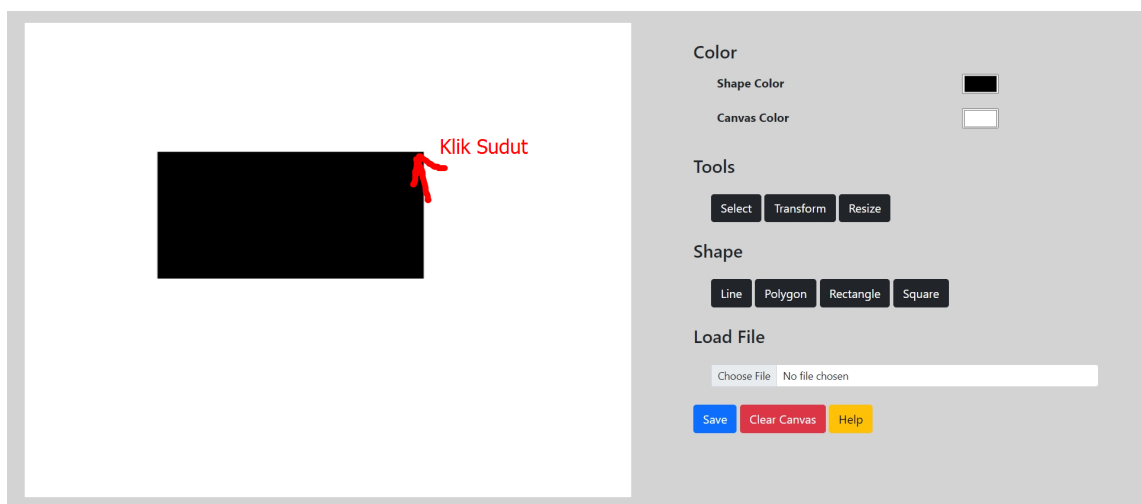 Color
Shape Color
Canvas Color
Klik Sudut
Tools
Select Transform Resize
Shape
Line Polygon Rectangle Square
Load File
Choose File No file chosen
Save Clear Canvas Help